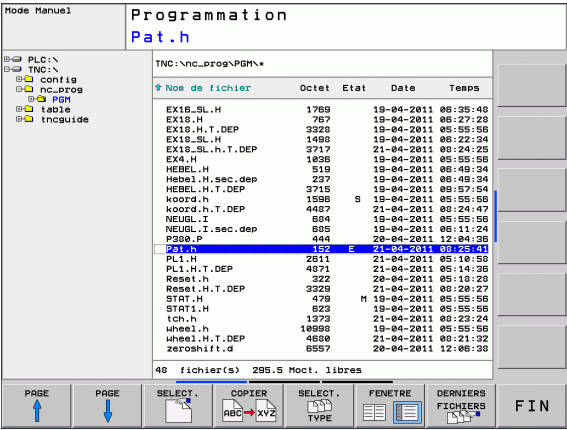 Mode Manuel
Programmation
Pat.h
PLC:\
TNC:\
config
nc_prog
PGM
table
tncguide
TNC:\nc_prog\PGM\*
Nom de fichier Octet Etat Date Temps
EX16_SL.H 1769 19-04-2011 06:35:48
EX18.H 767 19-04-2011 06:27:28
EX18.H.T.DEP 3328 19-04-2011 05:55:56
EX18_SL.H 1498 19-04-2011 06:22:34
EX18_SL.h.T.DEP 3717 21-04-2011 08:24:25
EX4.H 1036 19-04-2011 05:55:56
HEBEL.H 519 19-04-2011 06:49:34
Hebel.H.sec.dep 237 19-04-2011 06:49:34
HEBEL.H.T.DEP 3715 19-04-2011 09:57:54
koord.h 1596 S 19-04-2011 05:55:56
koord.h.T.DEP 4487 21-04-2011 08:24:47
NEUGL.I 684 19-04-2011 05:55:56
NEUGL.I.sec.dep 685 19-04-2011 06:11:24
P380.P 444 20-04-2011 12:04:36
Pat.h 152 E 21-04-2011 08:25:41
PL1.H 2611 21-04-2011 05:10:58
PL1.H.T.DEP 4871 21-04-2011 05:14:36
Reset.h 322 20-04-2011 05:18:28
Reset.H.T.DEP 3329 21-04-2011 08:20:27
STAT.H 479 M 19-04-2011 05:55:56
STAT1.H 623 19-04-2011 05:55:56
tch.h 1373 21-04-2011 08:23:24
wheel.h 10998 19-04-2011 05:55:56
wheel.H.T.DEP 4680 21-04-2011 08:21:32
zeroshift.d 6557 20-04-2011 12:06:38
48 fichier(s) 295.5 Moct. libres
PAGE
PAGE
SELECT.
COPIER
ABC XYZ
SELECT.
TYPE
FENETRE
DERNIERS
FICHIERS
FIN